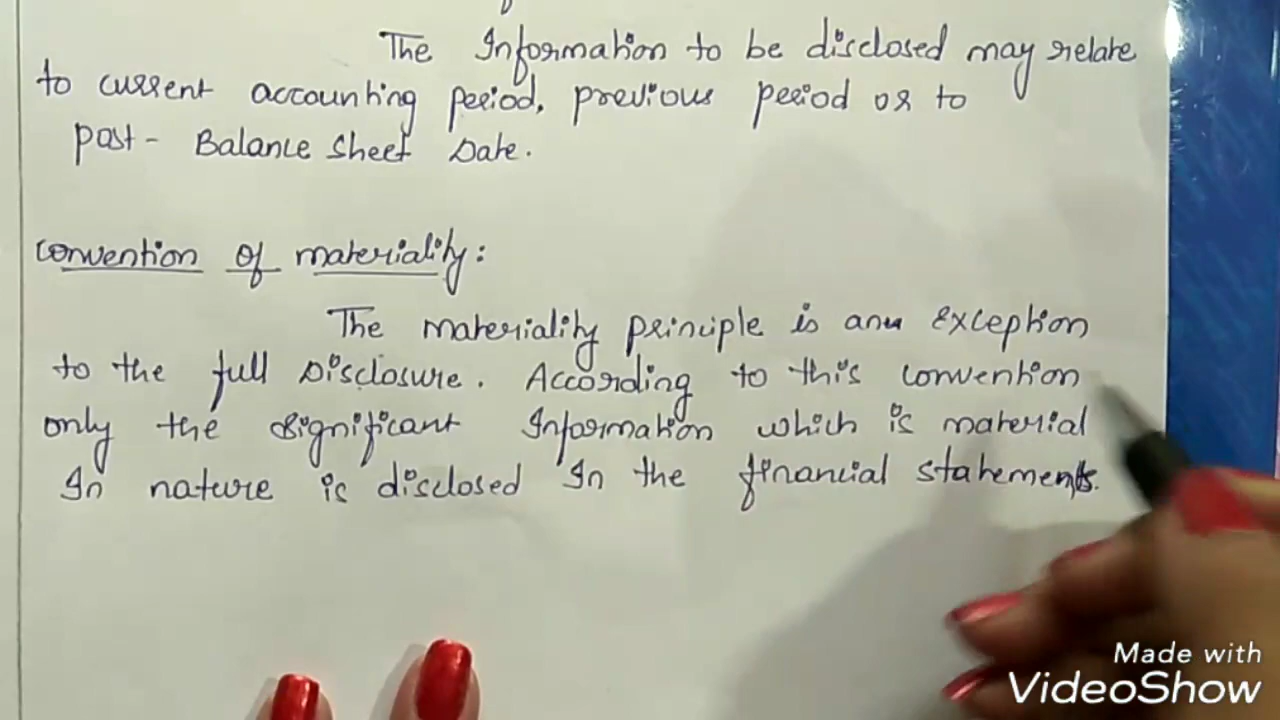 The Information to be disclosed may relate
to current accounting period, previous period or to
past - Balance Sheet Date.
Convention of materiality:
The materiality principle is an Exception
to the full Disclosure. According to this convention
only the significant Information which is material
In nature is disclosed In the financial statements.
Made with
VideoShow